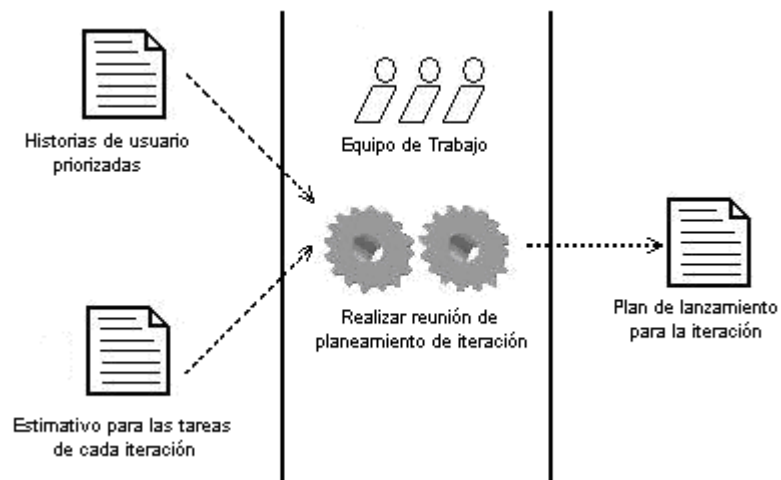 Historias de usuario
priorizadas
Estimativo para las tareas
de cada iteración
Equipo de Trabajo
Realizar reunión de
planeamiento de iteración
Plan de lanzamiento
para la iteración